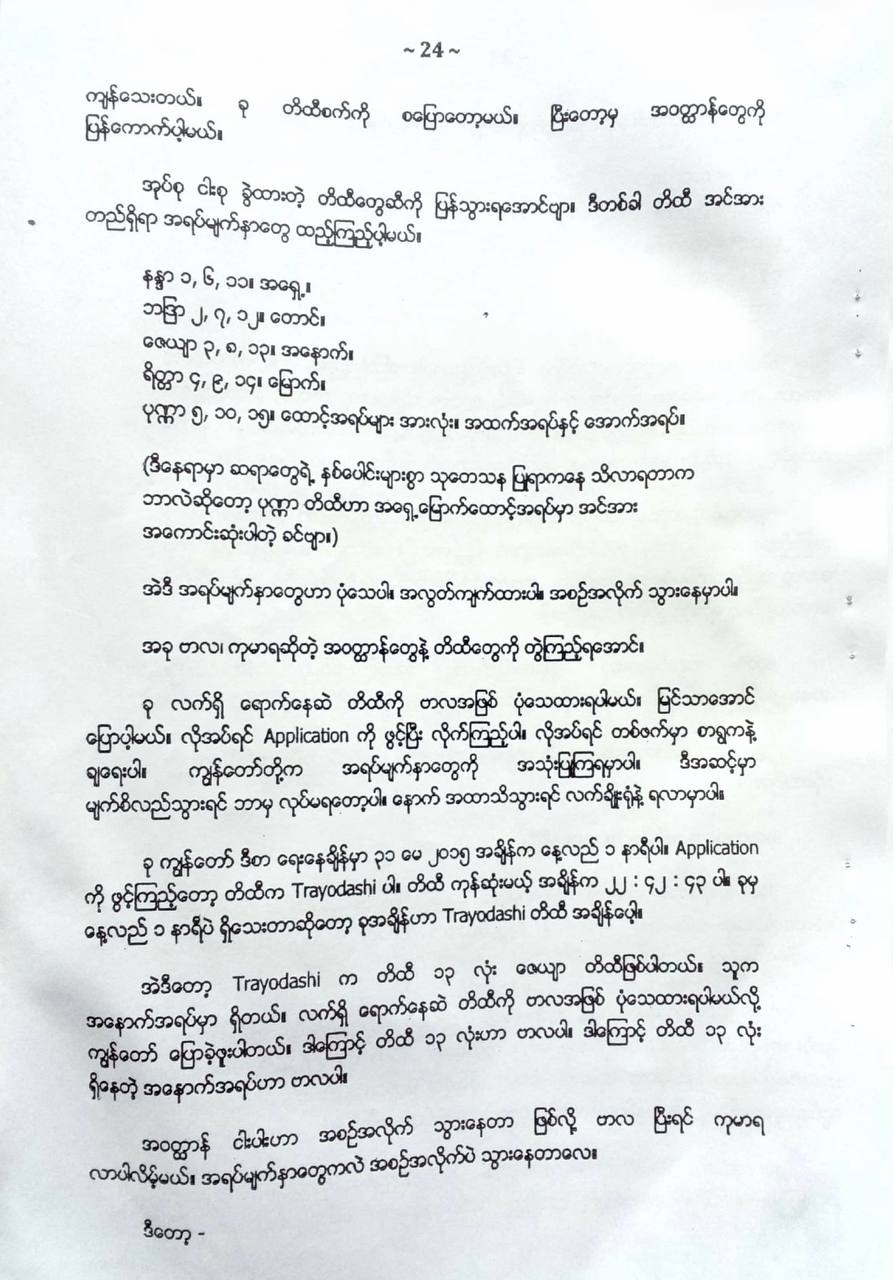 ~ 24 ~
ကျန်သေးတယ်။ ခု တိထီစက်ကို စပြောတော့မယ်။ ပြီးတော့မှ အဝတ္ထာန်တွေကို
ပြန်ကောက်ပါ့မယ်။
အုပ်စု ငါးစု ခွဲထားတဲ့ တိထီတွေဆီကို ပြန်သွားရအောင်ဗျာ။ ဒီတစ်ခါ တိထီ အင်အား
တည်ရှိရာ အရပ်မျက်နှာတွေ ထည့်ကြည့်ပါ့မယ်။
နန္ဒာ ၁, ၆, ၁၁။ အရှေ့။
ဘဒြာ ၂, ၇, ၁၂။ တောင်။
ဇေယျာ ၃, ၈, ၁၃။ အနောက်။
ရိတ္တာ ၄, ၉, ၁၄။ မြောက်။
ပုဏ္ဏာ ၅, ၁၀, ၁၅။ ထောင့်အရပ်များ အားလုံး။ အထက်အရပ်နှင့် အောက်အရပ်။
(ဒီနေရာမှာ ဆရာတွေရဲ့ နှစ်ပေါင်းများစွာ သုတေသန ပြုရာကနေ သိလာရတာက
ဘာလဲဆိုတော့ ပုဏ္ဏာ တိထီဟာ အရှေ့မြောက်ထောင့်အရပ်မှာ အင်အား
အကောင်းဆုံးပါတဲ့ ခင်ဗျာ။)
အဲဒီ အရပ်မျက်နှာတွေဟာ ပုံသေပါ။ အလွတ်ကျက်ထားပါ။ အစဉ်အလိုက် သွားနေမှာပါ။
အခု ဗာလ၊ ကုမာရဆိုတဲ့ အဝတ္ထာန်တွေနဲ့ တိထီတွေကို တွဲကြည့်ရအောင်။
ခု လက်ရှိ ရောက်နေဆဲ တိထီကို ဗာလအဖြစ် ပုံသေထားရပါမယ်။ မြင်သာအောင်
ပြောပါ့မယ်။ လိုအပ်ရင် Application ကို ဖွင့်ပြီး လိုက်ကြည့်ပါ။ လိုအပ်ရင် တစ်ဖက်မှာ စာရွကနဲ့
ချရေးပါ။ ကျွန်တော်တို့က အရပ်မျက်နှာတွေကို အသုံးပြုကြရမှာပါ။ ဒီအဆင့်မှာ
မျက်စိလည်သွားရင် ဘာမှ လုပ်မရတော့ပါ။ နောက် အထာသိသွားရင် လက်ချိုးရုံနဲ့ ရလာမှာပါ။
ခု ကျွန်တော် ဒီစာ ရေးနေချိန်မှာ ၃၁ မေ ၂၀၁၅ အချိန်က နေ့လည် ၁ နာရီပါ။ Application
ကို ဖွင့်ကြည့်တော့ တိထီက Trayodashi ပါ။ တိထီ ကုန်ဆုံးမယ့် အချိန်က ၂၂ : ၄၂ : ၄၃ ပါ။ ခုမှ
နေ့လည် ၁ နာရီပဲ ရှိသေးတာဆိုတော့ ခုအချိန်ဟာ Trayodashi တိထီ အချိန်ပေါ့။
အဲဒီတော့ Trayodashi က တိထီ ၁၃ လုံး ဇေယျာ တိထီဖြစ်ပါတယ်။ သူက
အနောက်အရပ်မှာ ရှိတယ်။ လက်ရှိ ရောက်နေဆဲ တိထီကို ဗာလအဖြစ် ပုံသေထားရပါမယ်လို့
ကျွန်တော် ပြောခဲ့ဖူးပါတယ်။ ဒါကြောင့် တိထီ ၁၃ လုံးဟာ ဗာလပါ။ ဒါကြောင့် တိထီ ၁၃ လုံး
ရှိနေတဲ့ အနောက်အရပ်ဟာ ဗာလပါ။
အဝတ္ထာန် ငါးပါးဟာ အစဉ်အလိုက် သွားနေတာ ဖြစ်လို့ ဗာလ ပြီးရင် ကုမာရ
လာပါလိမ့်မယ်။ အရပ်မျက်နှာတွေကလဲ အစဉ်အလိုက်ပဲ သွားနေတာလေ။
ဒီတော့ -